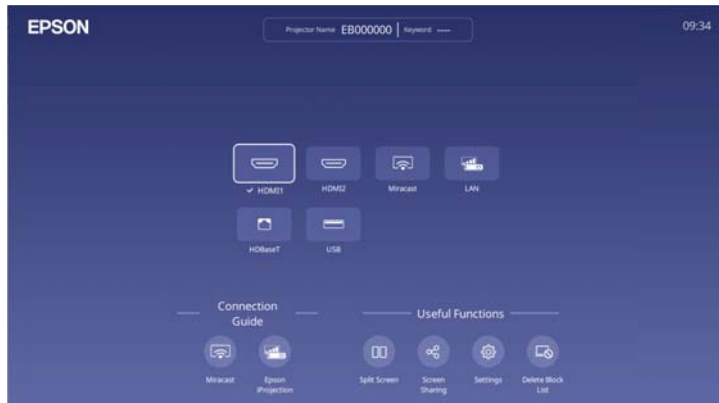 EPSON
Projector Name EB000000 | Keyword ----
09:34
✔ HDMI1
HDMI2
Miracast
LAN
HDBaseT
USB
Connection
Guide
Useful Functions
Miracast
Epson
iProjection
Split Screen
Screen
Sharing
Settings
Delete Block
List